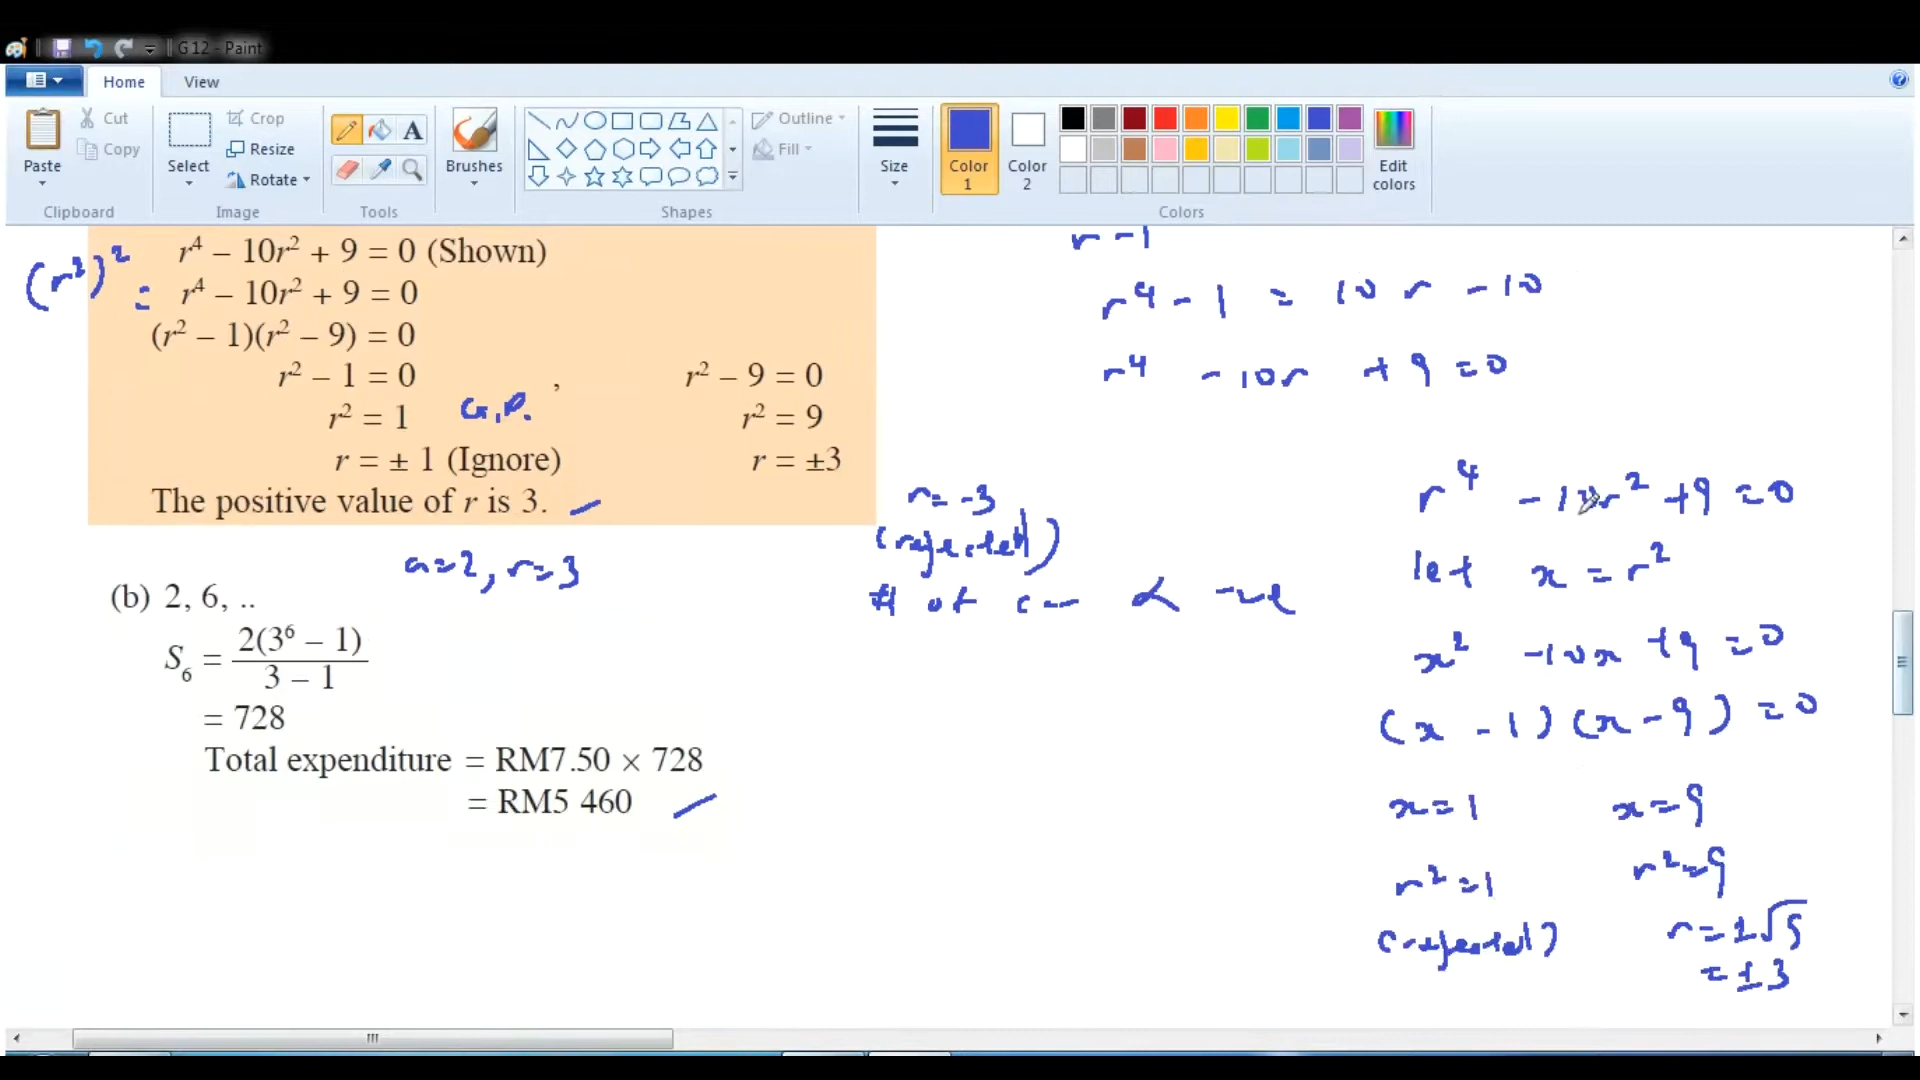 G12 - Paint
Home View
Paste
Cut
Copy
Clipboard
Select
Crop
Resize
Rotate
Image
A
Tools
Brushes
Shapes
Outline
Fill
Size
Color 1
Color 2
Edit colors
Colors
r⁴ – 10r² + 9 = 0 (Shown)
(r²)² = r⁴ – 10r² + 9 = 0
(r² – 1)(r² – 9) = 0
r² – 1 = 0 , r² – 9 = 0
r² = 1 G.P. r² = 9
r = ± 1 (Ignore) r = ±3
The positive value of r is 3.
a=2, r=3
(b) 2, 6, ..
S₆ = 2(3⁶ – 1) / 3 – 1
= 728
Total expenditure = RM7.50 × 728
= RM5 460
r = -3
(rejected)
# of can -ve
r - 1
r⁴ - 1 = 10r - 10
r⁴ - 10r + 9 = 0
r⁴ - 10r² + 9 = 0
let x = r²
x² - 10x + 9 = 0
(x - 1)(x - 9) = 0
x = 1 x = 9
r² = 1 r² = 9
(rejected) r = ±√9
= ±3